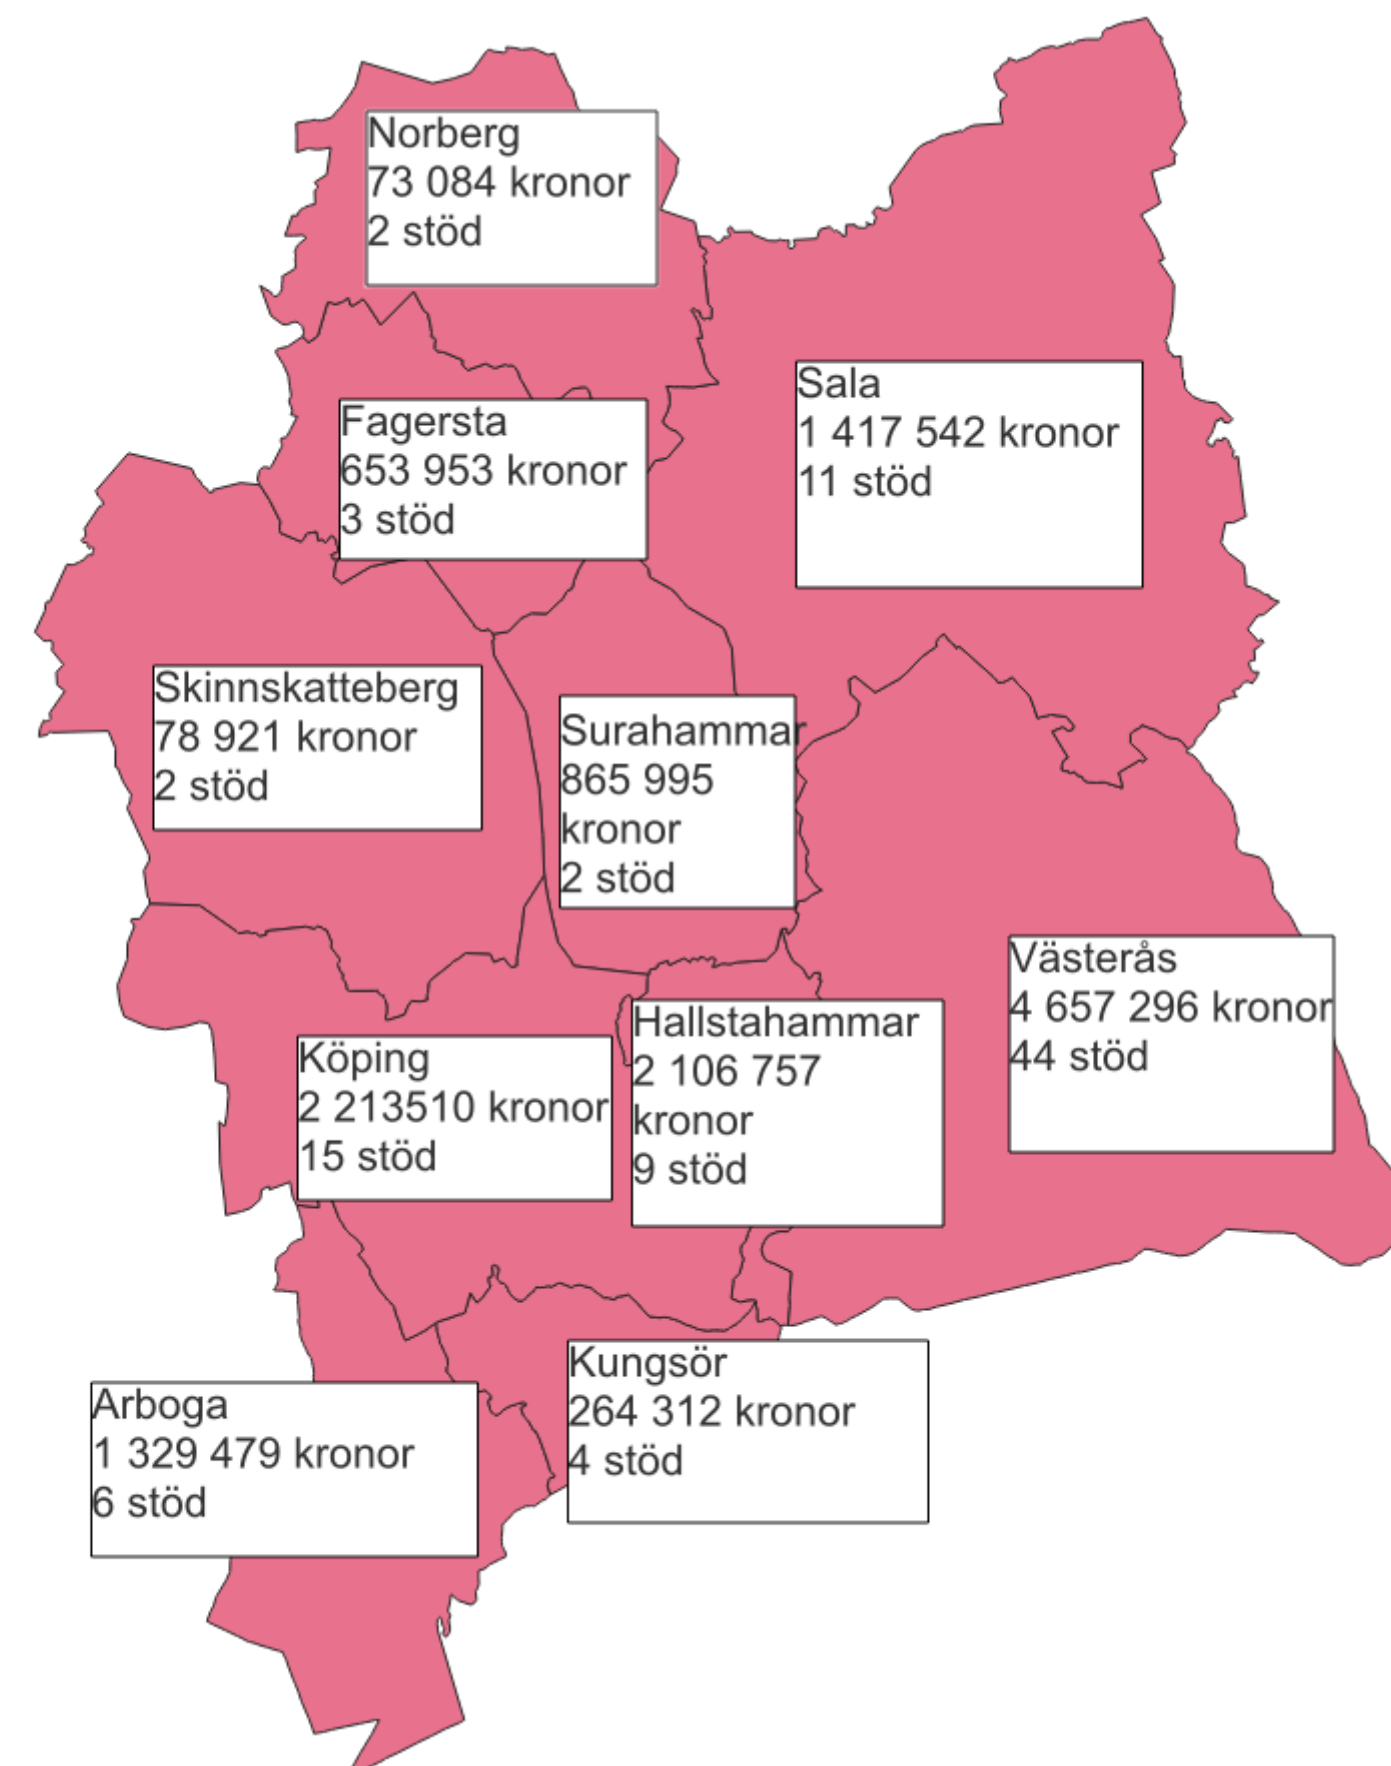 Norberg
73 084 kronor
2 stöd
Sala
1 417 542 kronor
11 stöd
Fagersta
653 953 kronor
3 stöd
Skinnskatteberg
78 921 kronor
2 stöd
Surahammar
865 995
kronor
2 stöd
Västerås
4 657 296 kronor
44 stöd
Hallstahammar
2 106 757
kronor
9 stöd
Köping
2 213510 kronor
15 stöd
Kungsör
264 312 kronor
4 stöd
Arboga
1 329 479 kronor
6 stöd